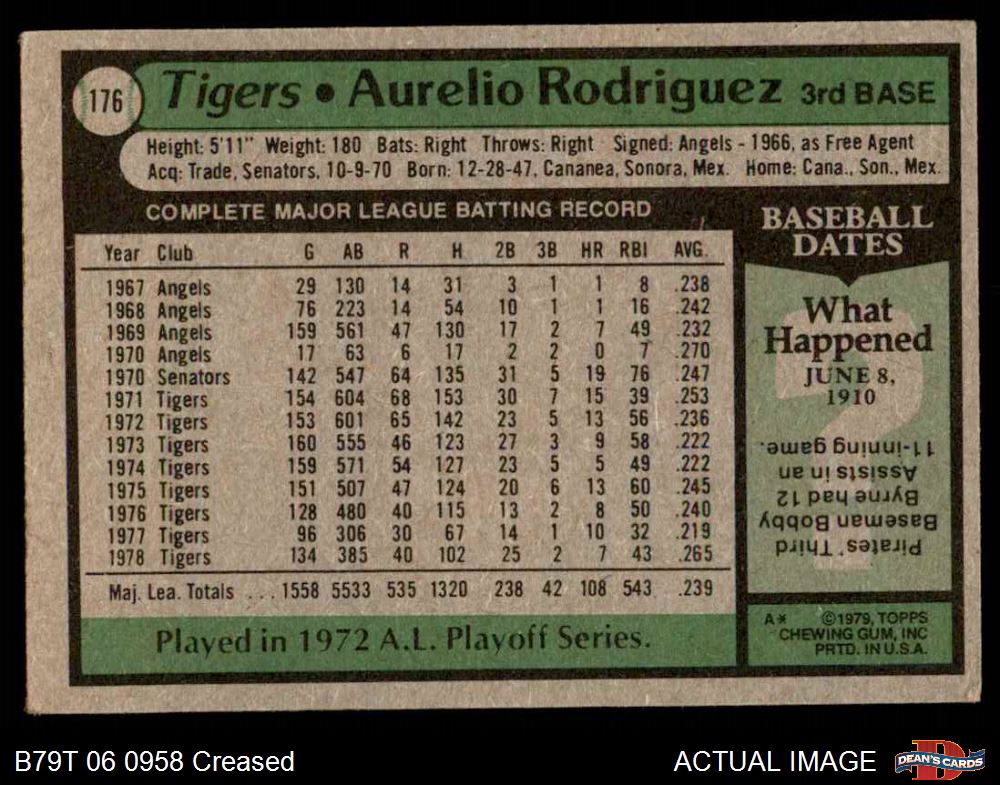 176 Tigers • Aurelio Rodriguez 3rd BASE
Height: 5'11" Weight: 180 Bats: Right Throws: Right Signed: Angels - 1966, as Free Agent
Acq: Trade, Senators, 10-9-70 Born: 12-28-47, Cananea, Sonora, Mex. Home: Cana., Son., Mex.
COMPLETE MAJOR LEAGUE BATTING RECORD
Year Club G AB R H 2B 3B HR RBI AVG.
1967 Angels 29 130 14 31 3 1 1 8 .238
1968 Angels 76 223 14 54 10 1 1 16 .242
1969 Angels 159 561 47 130 17 2 7 49 .232
1970 Angels 17 63 6 17 2 2 0 7 .270
1970 Senators 142 547 64 135 31 5 19 76 .247
1971 Tigers 154 604 68 153 30 7 15 39 .253
1972 Tigers 153 601 65 142 23 5 13 56 .236
1973 Tigers 160 555 46 123 27 3 9 58 .222
1974 Tigers 159 571 54 127 23 5 5 49 .222
1975 Tigers 151 507 47 124 20 6 13 60 .245
1976 Tigers 128 480 40 115 13 2 8 50 .240
1977 Tigers 96 306 30 67 14 1 10 32 .219
1978 Tigers 134 385 40 102 25 2 7 43 .265
Maj. Lea. Totals ... 1558 5533 535 1320 238 42 108 543 .239
Played in 1972 A.L. Playoff Series.
BASEBALL
DATES
What
Happened
JUNE 8,
1910
Pirates' Third
Baseman Bobby
Byrne had 12
Assists in an
11-inning game.
A* ©1979, TOPPS
CHEWING GUM, INC
PRTD. IN U.S.A.
B79T 06 0958 Creased
ACTUAL IMAGE
D
DEAN'S CARDS